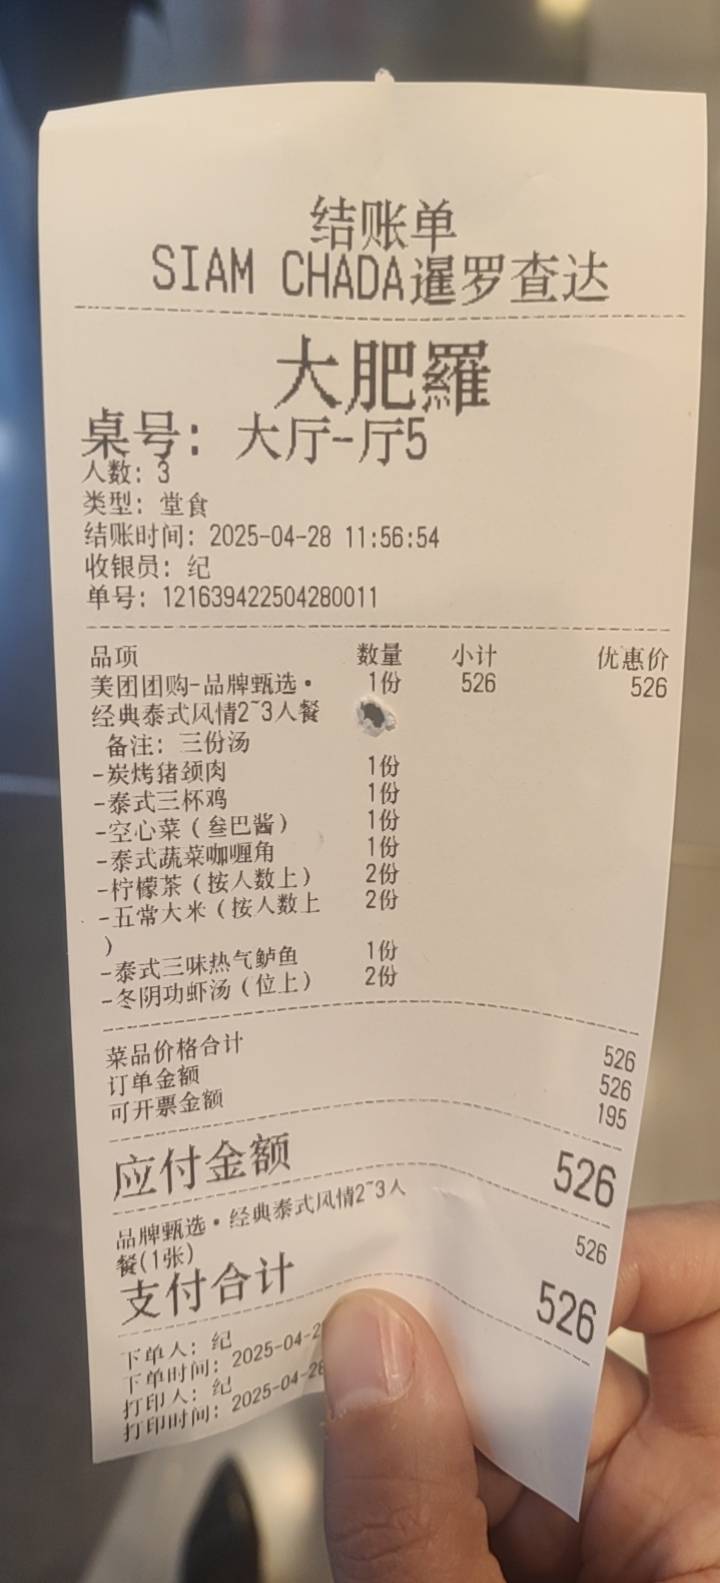 结账单
SIAM CHADA暹罗查达
大肥羅
桌号: 大厅-厅5
人数: 3
类型: 堂食
结账时间: 2025-04-28 11:56:54
收银员: 纪
单号: 121639422504280011
品项 数量 小计 优惠价
美团团购-品牌甄选· 1份 526 526
经典泰式风情2~3人餐
备注: 三份汤
-炭烤猪颈肉 1份
-泰式三杯鸡 1份
-空心菜(叁巴酱) 1份
-泰式蔬菜咖喱角 1份
-柠檬茶(按人数上) 2份
-五常大米(按人数上 2份
)
-泰式三味热气鲈鱼 1份
-冬阴功虾汤(位上) 2份
菜品价格合计 526
订单金额 526
可开票金额 195
应付金额 526
品牌甄选·经典泰式风情2~3人 526
餐(1张)
支付合计 526
下单人: 纪
下单时间: 2025-04-2
打印人: 纪
打印时间: 2025-04-28